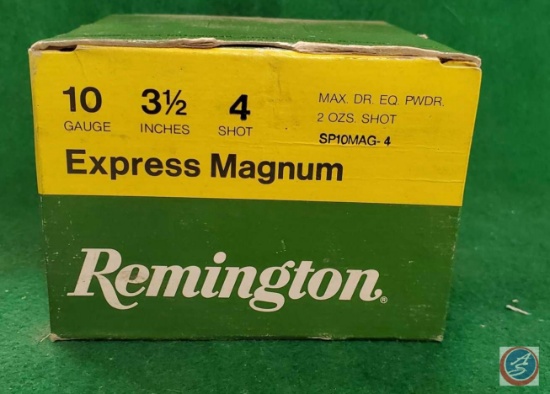 10 3½ 4
GAUGE INCHES SHOT
MAX. DR. EQ. PWDR.
2 OZS. SHOT
SP10MAG-4
Express Magnum
Remington®
AS